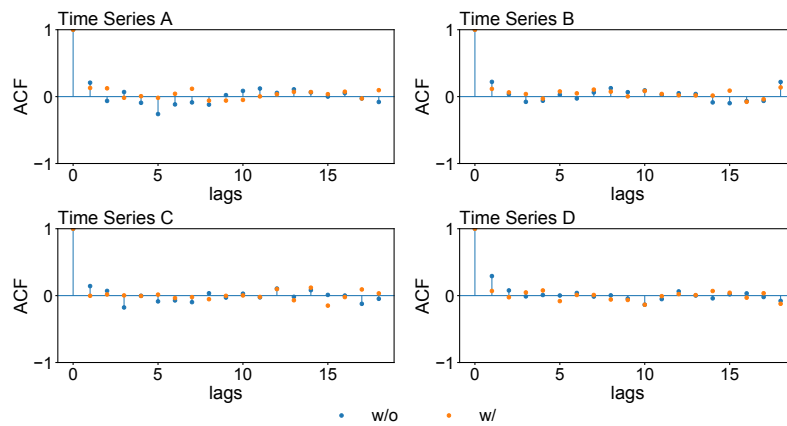 Time Series A
1
0
−1
ACF
0 5 10 15
lags
Time Series B
1
0
−1
ACF
0 5 10 15
lags
Time Series C
1
0
−1
ACF
0 5 10 15
lags
Time Series D
1
0
−1
ACF
0 5 10 15
lags
w/o w/